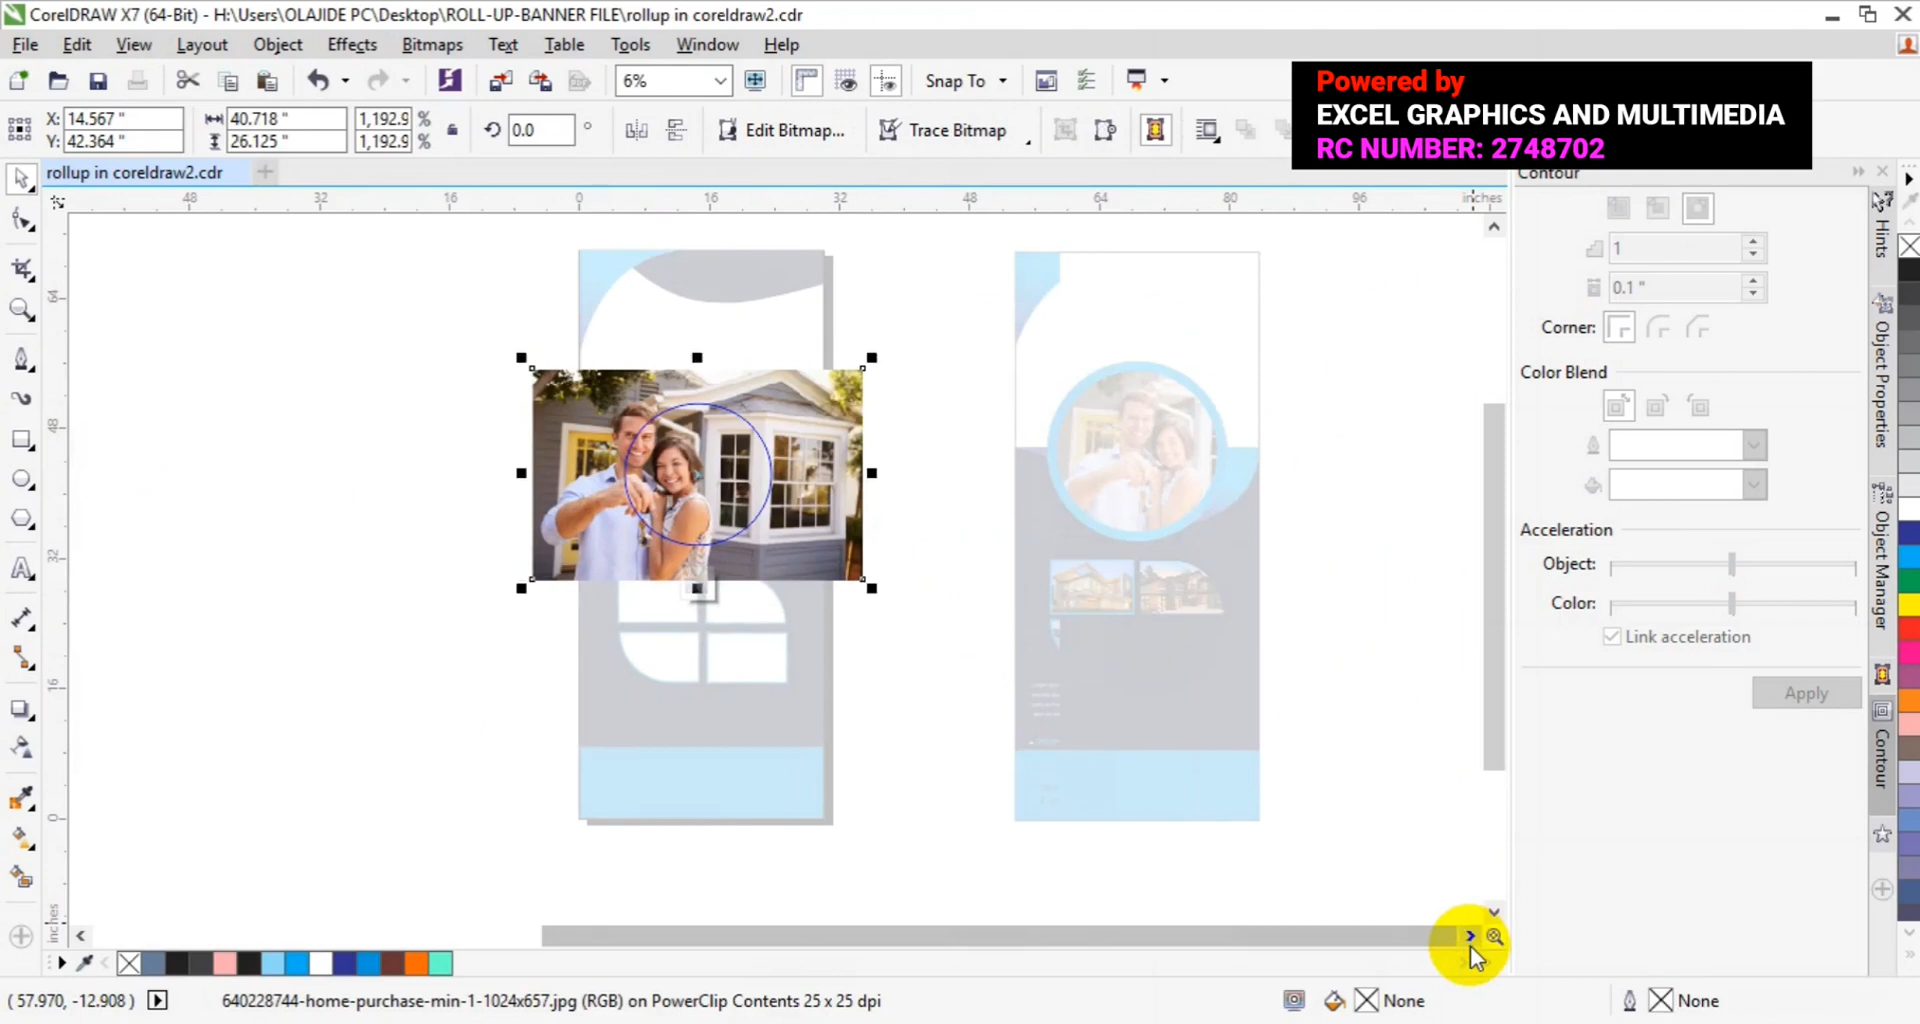 CorelDRAW X7 (64-Bit) - H:\Users\OLAJIDE PC\Desktop\ROLL-UP-BANNER FILE\rollup in coreldraw2.cdr
File Edit View Layout Object Effects Bitmaps Text Table Tools Window Help
6% Snap To
Powered by
EXCEL GRAPHICS AND MULTIMEDIA
RC NUMBER: 2748702
X: 14.567 " 40.718 " 1,192.9 %
Y: 42.364 " 26.125 " 1,192.9 %
0.0 ° Edit Bitmap... Trace Bitmap
rollup in coreldraw2.cdr
Contour
48 32 16 0 16 32 48 64 80 96 inches
64
48
32
16
0
inches
1
0.1 "
Corner:
Color Blend
Acceleration
Object:
Color:
Link acceleration
Apply
Hints
Object Properties
Object Manager
Contour
( 57.970, -12.908 ) 640228744-home-purchase-min-1-1024x657.jpg (RGB) on PowerClip Contents 25 x 25 dpi None None